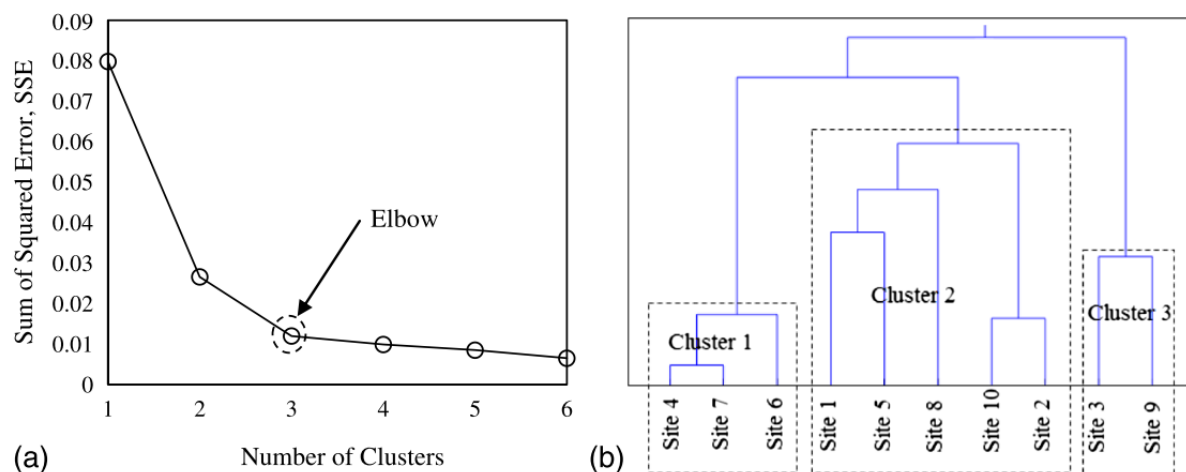 0.09
0.08
0.07
0.06
0.05
0.04
0.03
0.02
0.01
0
Sum of Squared Error, SSE
Elbow
1 2 3 4 5 6
Number of Clusters
(a)
Cluster 1
Cluster 2
Cluster 3
Site 4
Site 7
Site 6
Site 1
Site 5
Site 8
Site 10
Site 2
Site 3
Site 9
(b)